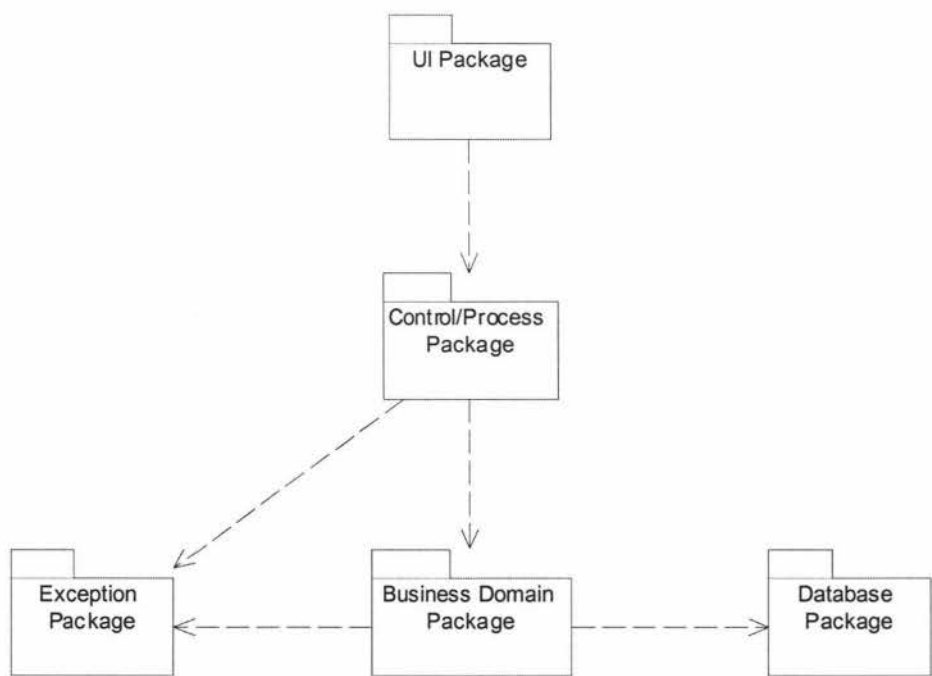 UI Package
Control/Process
Package
Exception
Package
Business Domain
Package
Database
Package